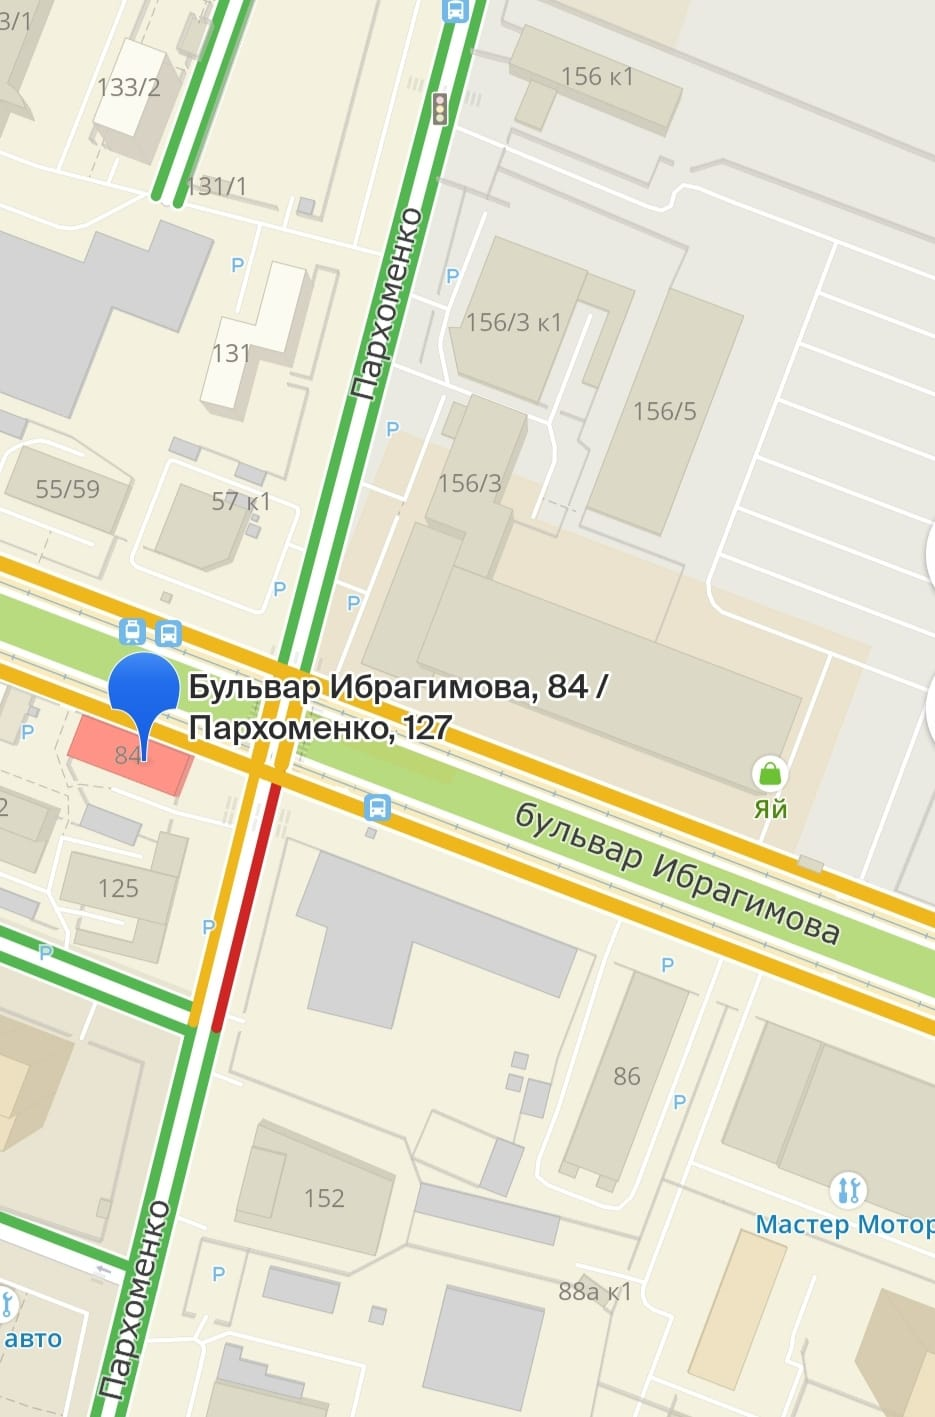 3/1
156 к1
133/2
131/1
Пархоменко
P
P
156/3 к1
131
156/5
P
156/3
55/59
57 к1
P
P
Бульвар Ибрагимова, 84 /
Пархоменко, 127
P
84
Яй
2
бульвар Ибрагимова
125
P
P
P
86
P
152
Мастер Мотор
Пархоменко
P
88а к1
авто